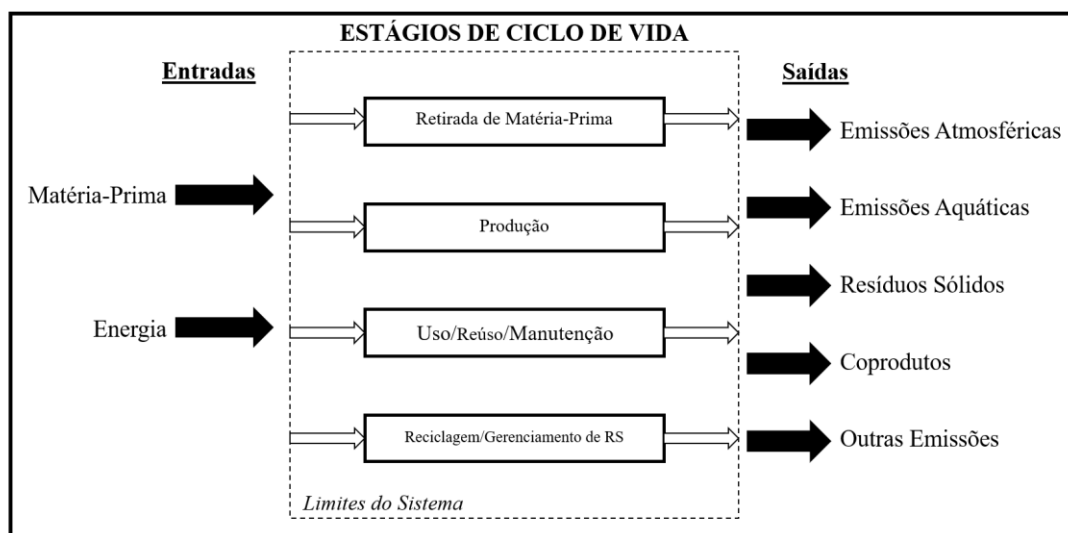 ESTÁGIOS DE CICLO DE VIDA
Entradas
Matéria-Prima
Energia
Retirada de Matéria-Prima
Produção
Uso/Reúso/Manutenção
Reciclagem/Gerenciamento de RS
Limites do Sistema
Saídas
Emissões Atmosféricas
Emissões Aquáticas
Resíduos Sólidos
Coprodutos
Outras Emissões